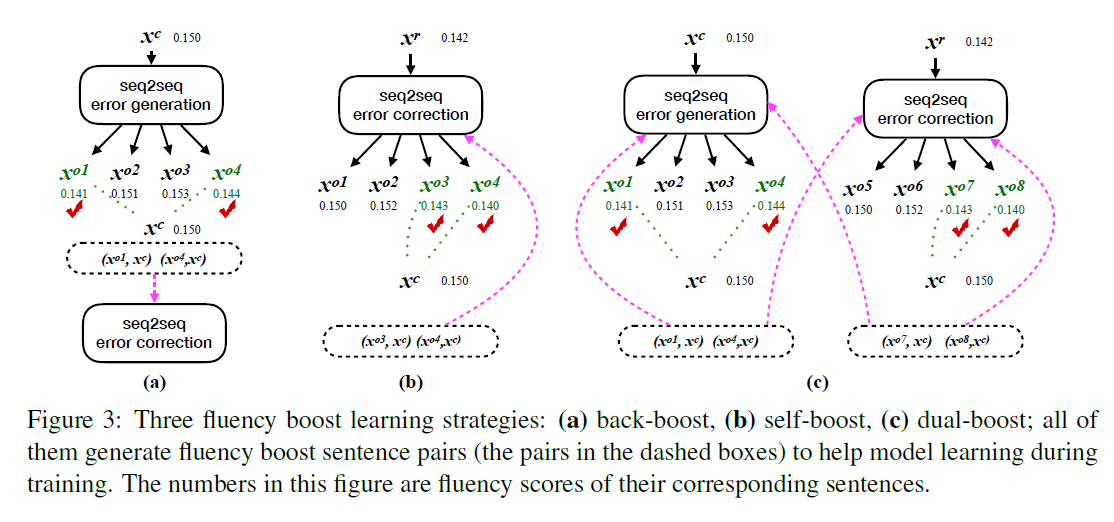 x^c 0.150
seq2seq
error generation
x^o1 x^o2 x^o3 x^o4
0.141 0.151 0.153 0.144
x^c 0.150
(x^o1, x^c) (x^o4,x^c)
seq2seq
error correction
(a)
x^r 0.142
seq2seq
error correction
x^o1 x^o2 x^o3 x^o4
0.150 0.152 0.143 0.140
x^c 0.150
(x^o3, x^c) (x^o4,x^c)
(b)
x^c 0.150
seq2seq
error generation
x^o1 x^o2 x^o3 x^o4
0.141 0.151 0.153 0.144
x^c 0.150
(x^o1, x^c) (x^o4,x^c)
x^r 0.142
seq2seq
error correction
x^o5 x^o6 x^o7 x^o8
0.150 0.152 0.143 0.140
x^c 0.150
(x^o7, x^c) (x^o8,x^c)
(c)
Figure 3: Three fluency boost learning strategies: (a) back-boost, (b) self-boost, (c) dual-boost; all of
them generate fluency boost sentence pairs (the pairs in the dashed boxes) to help model learning during
training. The numbers in this figure are fluency scores of their corresponding sentences.